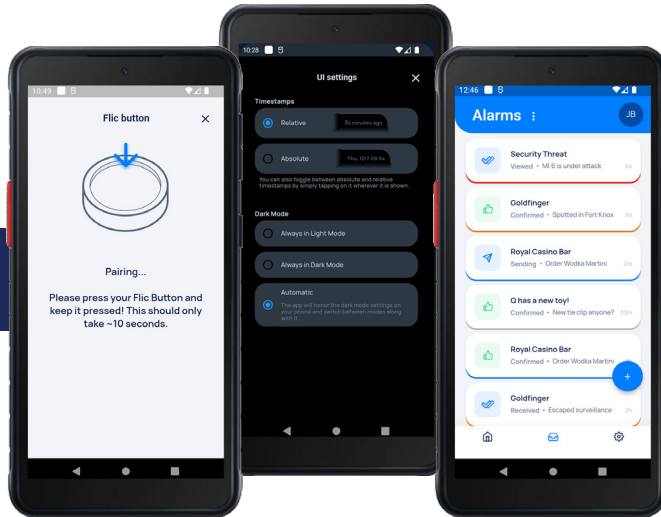 10:49
Flic button
Pairing...
Please press your Flic Button and
keep it pressed! This should only
take ~10 seconds.
10:28
UI settings
Timestamps
Relative
34 minutes ago
Absolute
Thu, 12/17 09:54
You can also toggle between absolute and relative
timestamps by simply tapping on it wherever it is shown.
Dark Mode
Always in Light Mode
Always in Dark Mode
Automatic
The app will honor the dark mode settings on
your phone and switch between modes along
with it.
12:46
Alarms
JB
Security Threat
Viewed • MI 6 is under attack
Goldfinger
Confirmed • Spotted in Fort Knox
1m
Royal Casino Bar
Sending • Order Wodka Martini
2m
Q has a new toy!
Confirmed • New tie clip anyone?
Royal Casino Bar
Confirmed • Order Wodka Martini
Goldfinger
Received • Escaped surveillance
2h